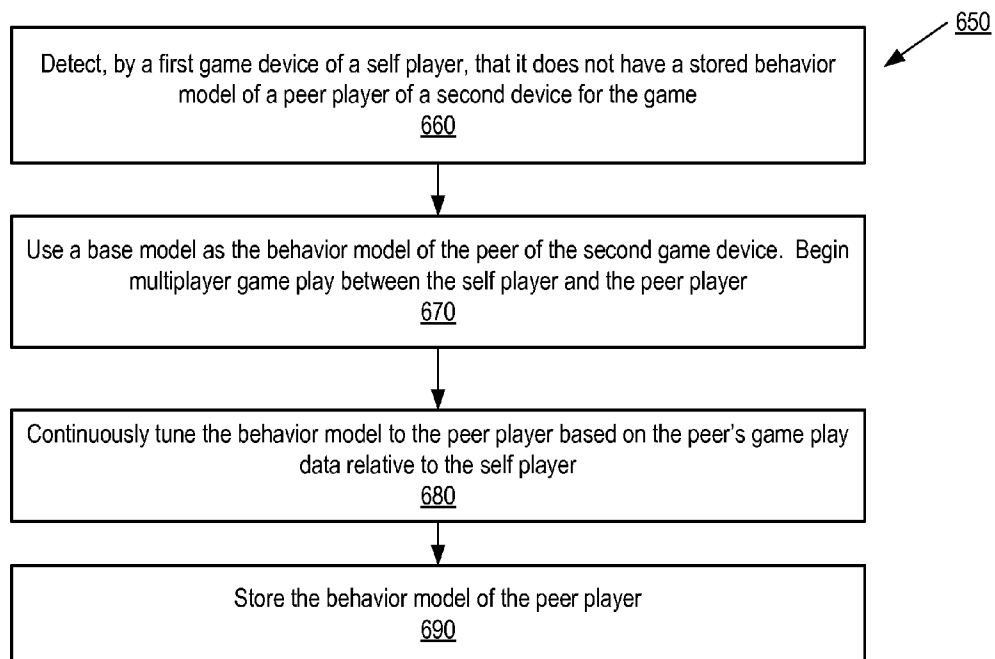 650
Detect, by a first game device of a self player, that it does not have a stored behavior
model of a peer player of a second device for the game
660
Use a base model as the behavior model of the peer of the second game device.  Begin
multiplayer game play between the self player and the peer player
670
Continuously tune the behavior model to the peer player based on the peer's game play
data relative to the self player
680
Store the behavior model of the peer player
690